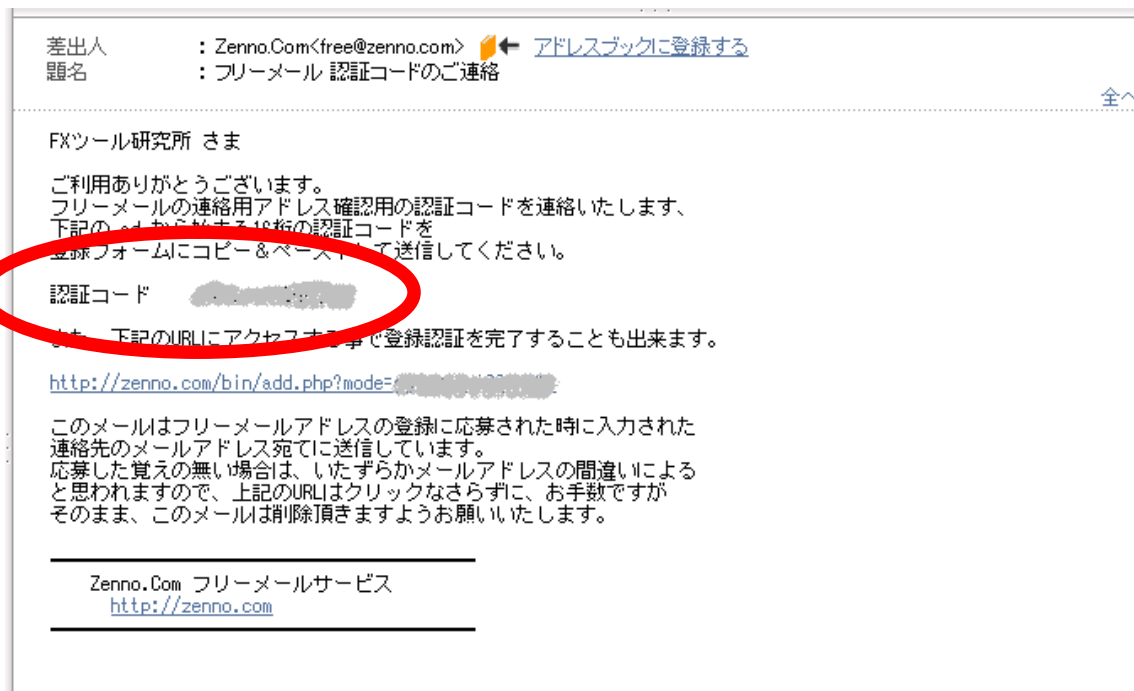 差出人 : Zenno.Com<free@zenno.com> アドレスブックに登録する
題名 : フリーメール 認証コードのご連絡
全へ
FXツール研究所 さま
ご利用ありがとうございます。
フリーメールの連絡用アドレス確認用の認証コードを連絡いたします、
下記の から始まる16桁の認証コードを
登録フォームにコピー&ペーストして送信してください。
認証コード
また、下記のURLにアクセスする事で登録認証を完了することも出来ます。
http://zenno.com/bin/add.php?mode=
このメールはフリーメールアドレスの登録に応募された時に入力された
連絡先のメールアドレス宛てに送信しています。
応募した覚えの無い場合は、いたずらかメールアドレスの間違いによる
と思われますので、上記のURLはクリックなさらずに、お手数ですが
そのまま、このメールは削除頂きますようお願いいたします。
Zenno.Com フリーメールサービス
http://zenno.com